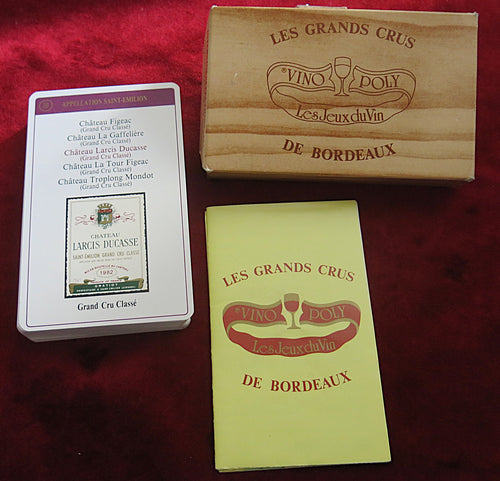 APPELLATION SAINT-EMILION
Château Figeac
(Grand Cru Classé)
Château La Gaffelière
(Grand Cru Classé)
Château Larcis Ducasse
(Grand Cru Classé)
Château La Tour Figeac
(Grand Cru Classé)
Château Troplong Mondot
(Grand Cru Classé)
CHATEAU
LARCIS DUCASSE
SAINT-EMILION GRAND CRU CLASSÉ
1982
Grand Cru Classé
LES GRANDS CRUS
®VINO POLY
Les Jeux du Vin
DE BORDEAUX
LES GRANDS CRUS
®VINO POLY
Les Jeux du Vin
DE BORDEAUX